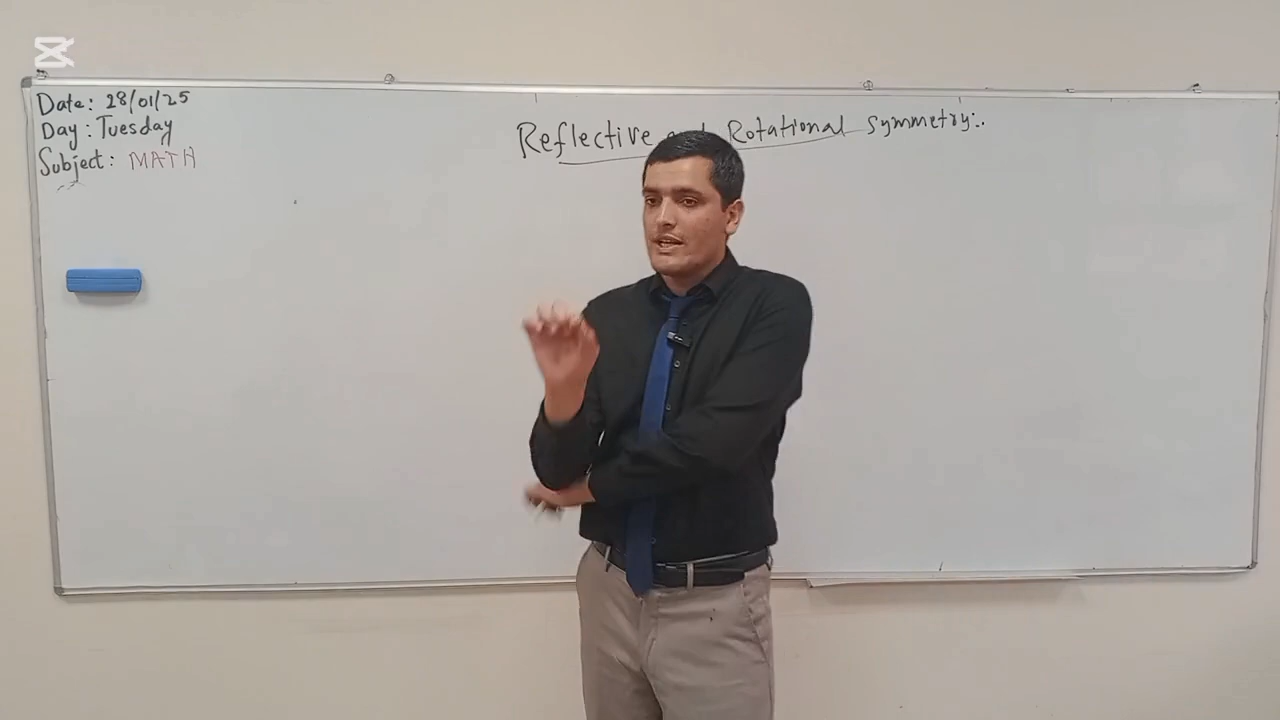 Date: 28/01/25
Day: Tuesday
Subject: MATH
Reflective Rotational Symmetry:.